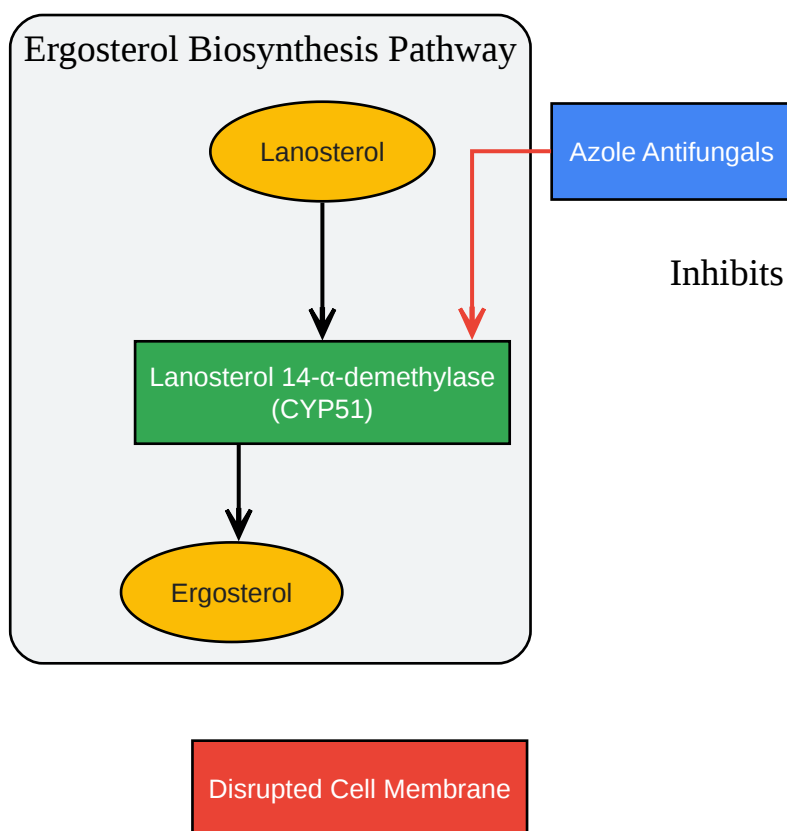 Ergosterol Biosynthesis Pathway
Lanosterol
Azole Antifungals
Inhibits
Lanosterol 14-α-demethylase
(CYP51)
Ergosterol
Disrupted Cell Membrane